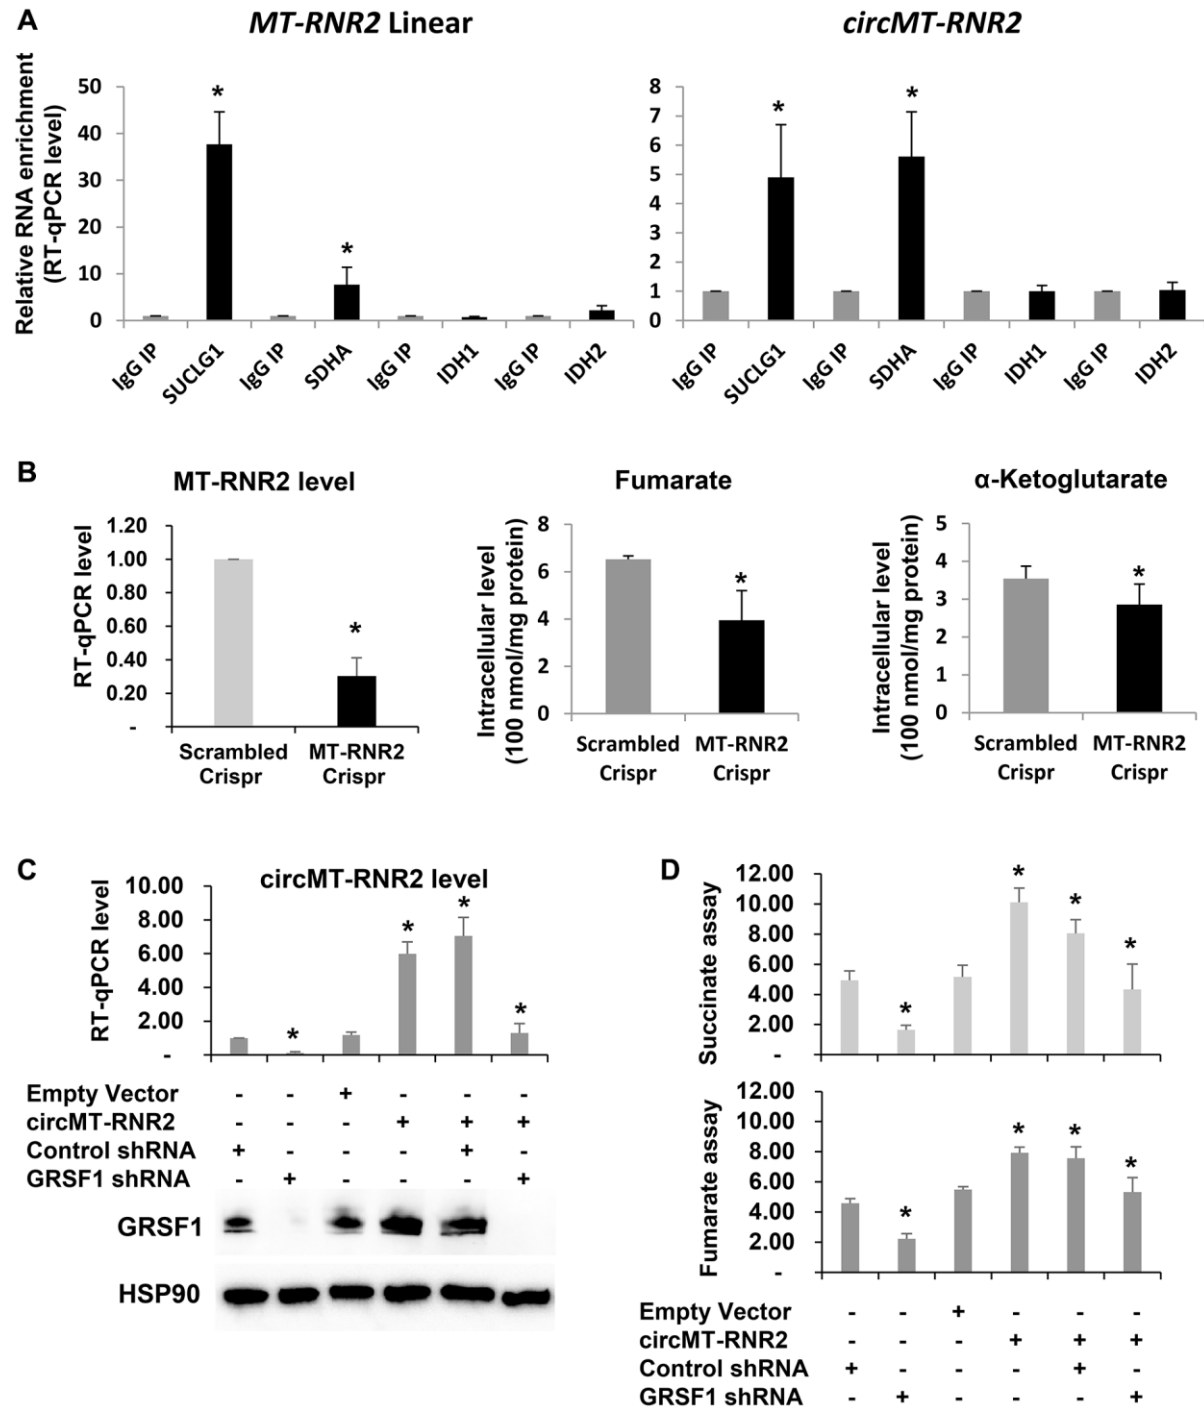 A
MT-RNR2 Linear
circMT-RNR2
Relative RNA enrichment
(RT-qPCR level)
50
40
30
20
10
0
*
*
IgG IP
SUCLG1
IgG IP
SDHA
IgG IP
IDH1
IgG IP
IDH2
8
7
6
5
4
3
2
1
0
*
*
IgG IP
SUCLG1
IgG IP
SDHA
IgG IP
IDH1
IgG IP
IDH2
B
MT-RNR2 level
RT-qPCR level
1.20
1.00
0.80
0.60
0.40
0.20
-
*
Scrambled
Crispr
MT-RNR2
Crispr
Fumarate
Intracellular level
(100 nmol/mg protein)
8
6
4
2
0
*
Scrambled
Crispr
MT-RNR2
Crispr
α-Ketoglutarate
Intracellular level
(100 nmol/mg protein)
5
4
3
2
1
0
*
Scrambled
Crispr
MT-RNR2
Crispr
C
circMT-RNR2 level
RT-qPCR level
10.00
8.00
6.00
4.00
2.00
-
* * * *
Empty Vector - - + - - -
circMT-RNR2 - - - + + +
Control shRNA + - - - + -
GRSF1 shRNA - + - - - +
GRSF1
HSP90
D
Succinate assay
12.00
10.00
8.00
6.00
4.00
2.00
-
* * * *
Fumarate assay
12.00
10.00
8.00
6.00
4.00
2.00
-
* * * *
Empty Vector - - + - - -
circMT-RNR2 - - - + + +
Control shRNA + - - - + -
GRSF1 shRNA - + - - - +